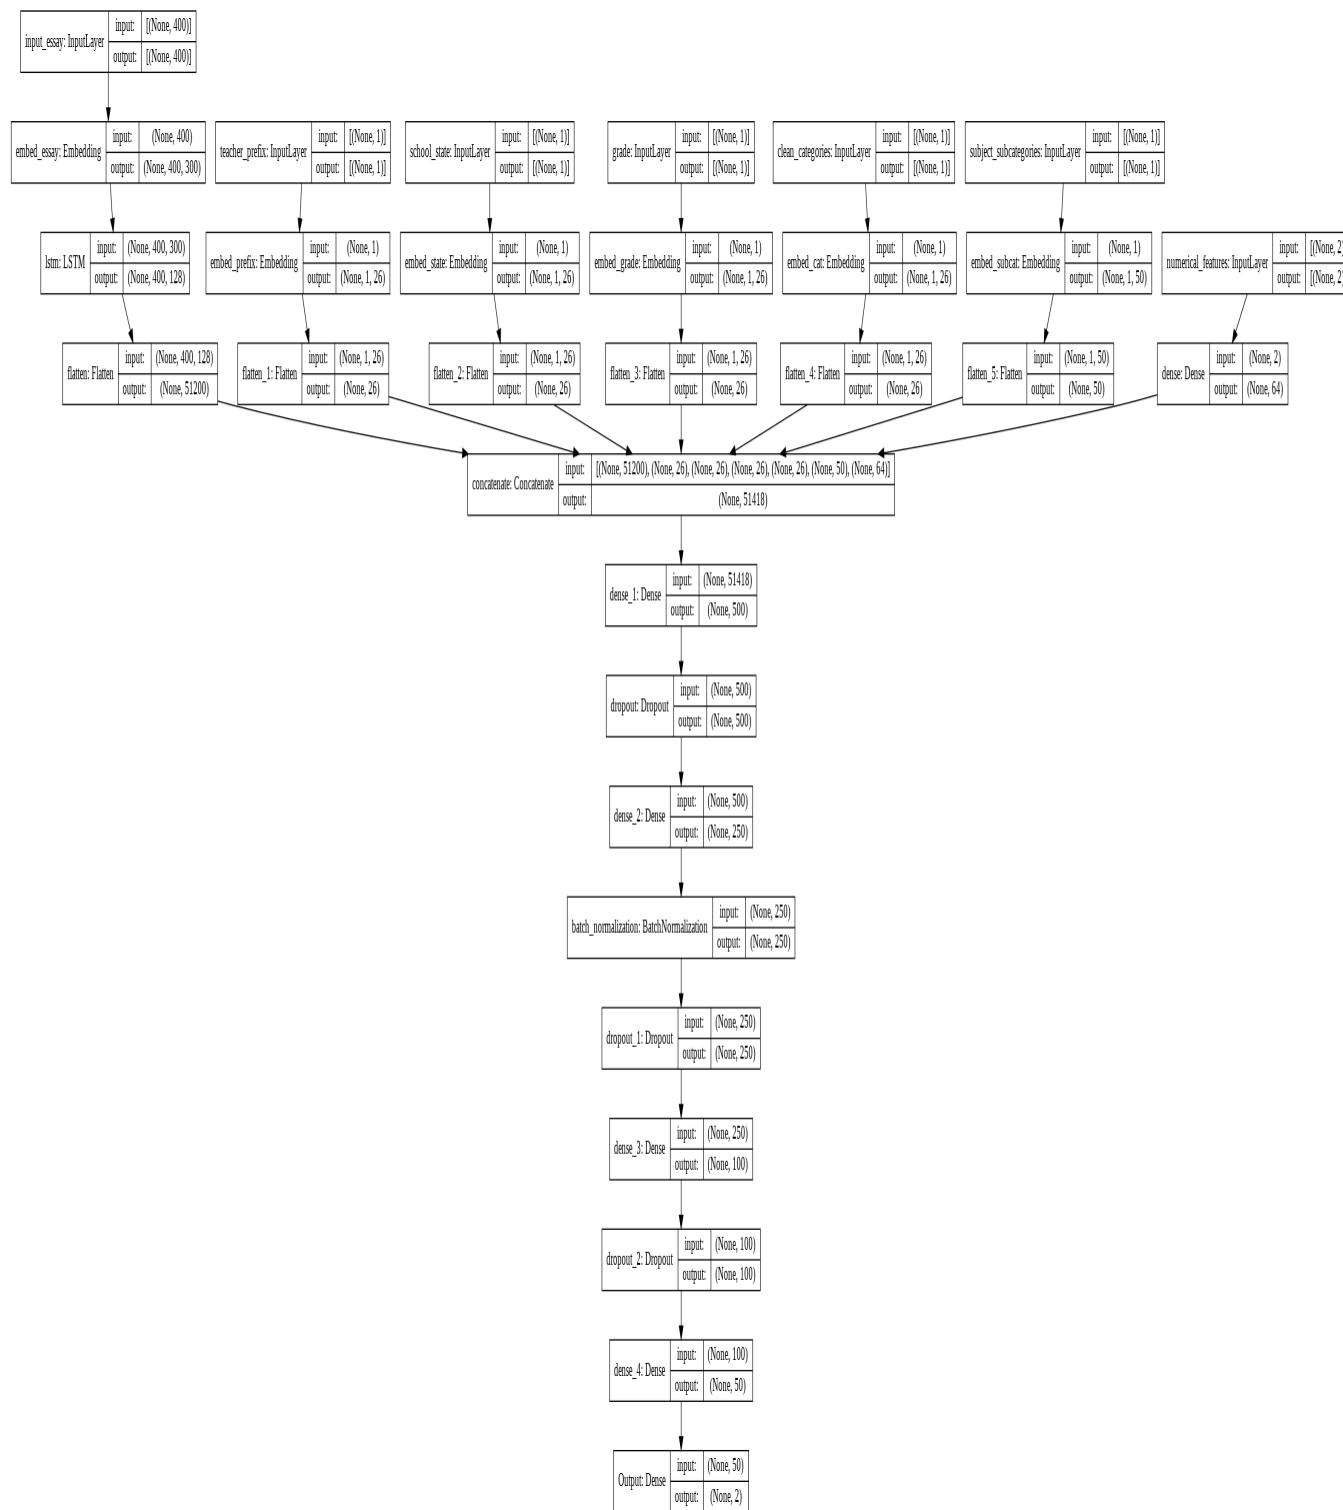 input_essay: InputLayer
input: [(None, 400)]
output: [(None, 400)]
embed_essay: Embedding
input: (None, 400)
output: (None, 400, 300)
teacher_prefix: InputLayer
input: [(None, 1)]
output: [(None, 1)]
school_state: InputLayer
input: [(None, 1)]
output: [(None, 1)]
grade: InputLayer
input: [(None, 1)]
output: [(None, 1)]
clean_categories: InputLayer
input: [(None, 1)]
output: [(None, 1)]
subject_subcategories: InputLayer
input: [(None, 1)]
output: [(None, 1)]
lstm: LSTM
input: (None, 400, 300)
output: (None, 400, 128)
embed_prefix: Embedding
input: (None, 1)
output: (None, 1, 26)
embed_state: Embedding
input: (None, 1)
output: (None, 1, 26)
embed_grade: Embedding
input: (None, 1)
output: (None, 1, 26)
embed_cat: Embedding
input: (None, 1)
output: (None, 1, 26)
embed_subcat: Embedding
input: (None, 1)
output: (None, 1, 50)
numerical_features: InputLayer
input: [(None, 2)
output: [(None, 2)
flatten: Flatten
input: (None, 400, 128)
output: (None, 51200)
flatten_1: Flatten
input: (None, 1, 26)
output: (None, 26)
flatten_2: Flatten
input: (None, 1, 26)
output: (None, 26)
flatten_3: Flatten
input: (None, 1, 26)
output: (None, 26)
flatten_4: Flatten
input: (None, 1, 26)
output: (None, 26)
flatten_5: Flatten
input: (None, 1, 50)
output: (None, 50)
dense: Dense
input: (None, 2)
output: (None, 64)
concatenate: Concatenate
input: [(None, 51200), (None, 26), (None, 26), (None, 26), (None, 26), (None, 50), (None, 64)]
output: (None, 51418)
dense_1: Dense
input: (None, 51418)
output: (None, 500)
dropout: Dropout
input: (None, 500)
output: (None, 500)
dense_2: Dense
input: (None, 500)
output: (None, 250)
batch_normalization: BatchNormalization
input: (None, 250)
output: (None, 250)
dropout_1: Dropout
input: (None, 250)
output: (None, 250)
dense_3: Dense
input: (None, 250)
output: (None, 100)
dropout_2: Dropout
input: (None, 100)
output: (None, 100)
dense_4: Dense
input: (None, 100)
output: (None, 50)
Output: Dense
input: (None, 50)
output: (None, 2)